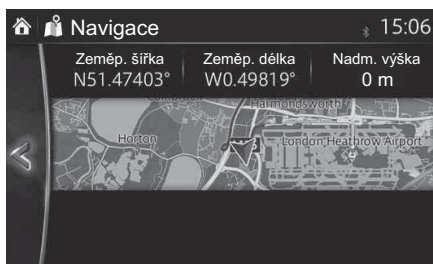 Navigace 15:06
Zeměp. šířka Zeměp. délka Nadm. výška
N51.47403° W0.49819° 0 m
Harmondsworth
Horton London Heathrow Airport